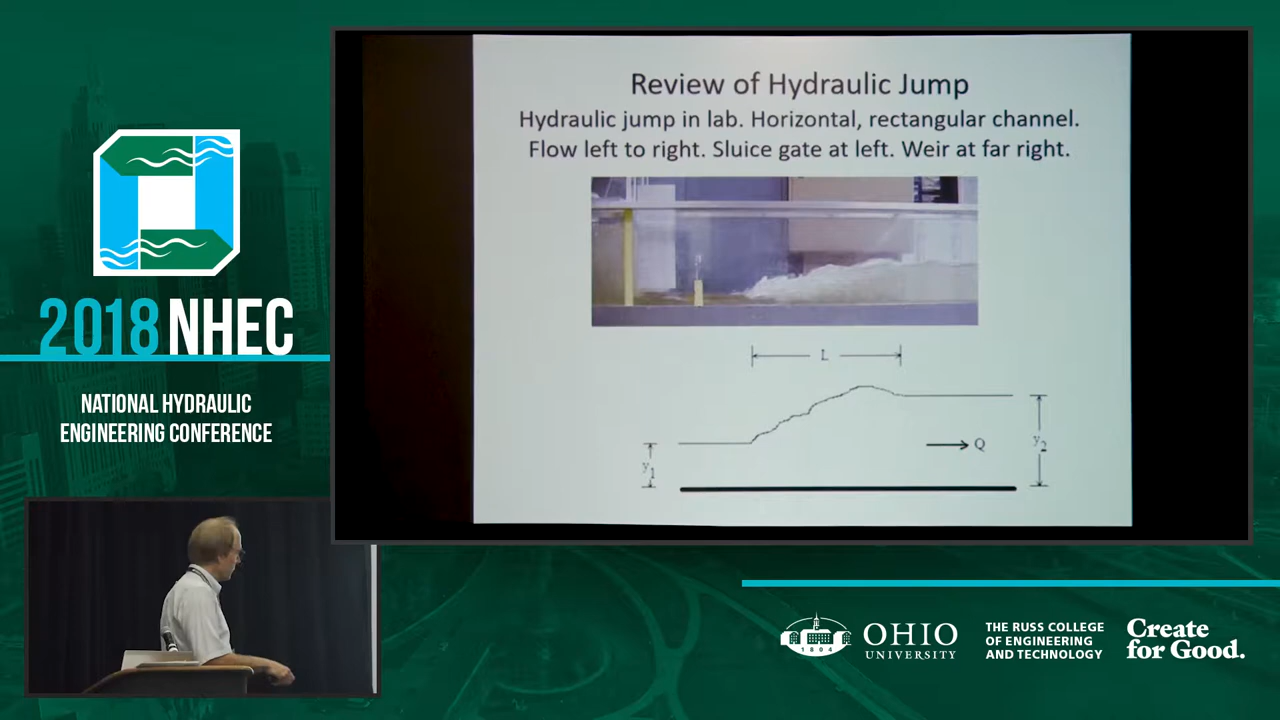 2018 NHEC
NATIONAL HYDRAULIC
ENGINEERING CONFERENCE
Review of Hydraulic Jump
Hydraulic jump in lab. Horizontal, rectangular channel.
Flow left to right. Sluice gate at left. Weir at far right.
L
y1
Q
y2
1804
OHIO
UNIVERSITY
THE RUSS COLLEGE
OF ENGINEERING
AND TECHNOLOGY
Create
for Good.